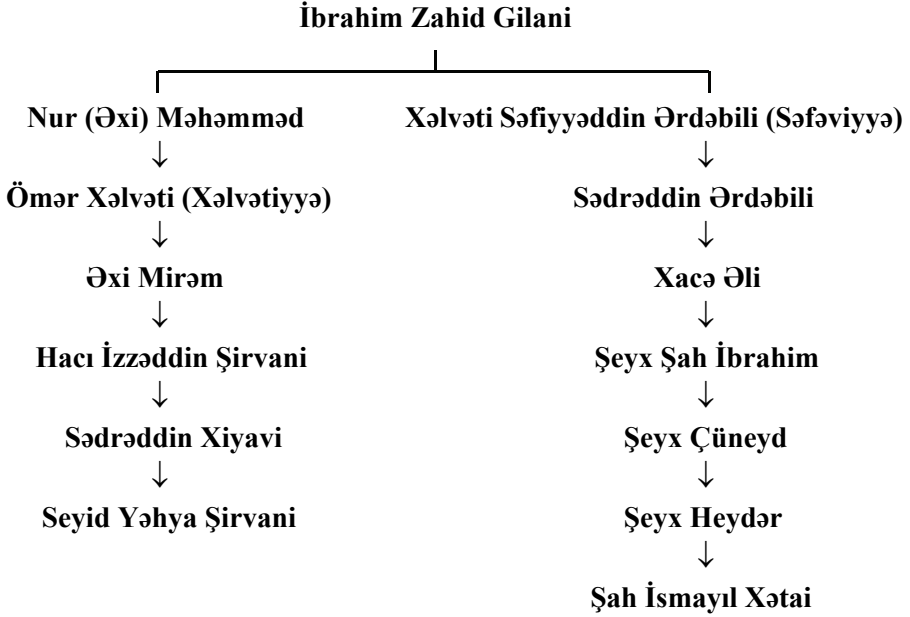 İbrahim Zahid Gilani
Nur (Əxi) Məhəmməd
Xəlvəti Səfiyyəddin Ərdəbili (Səfəviyyə)
Ömər Xəlvəti (Xəlvətiyyə)
Sədrəddin Ərdəbili
Əxi Mirəm
Xacə Əli
Hacı İzzəddin Şirvani
Şeyx Şah İbrahim
Sədrəddin Xiyavi
Şeyx Çüneyd
Seyid Yəhya Şirvani
Şeyx Heydər
Şah İsmayıl Xətai